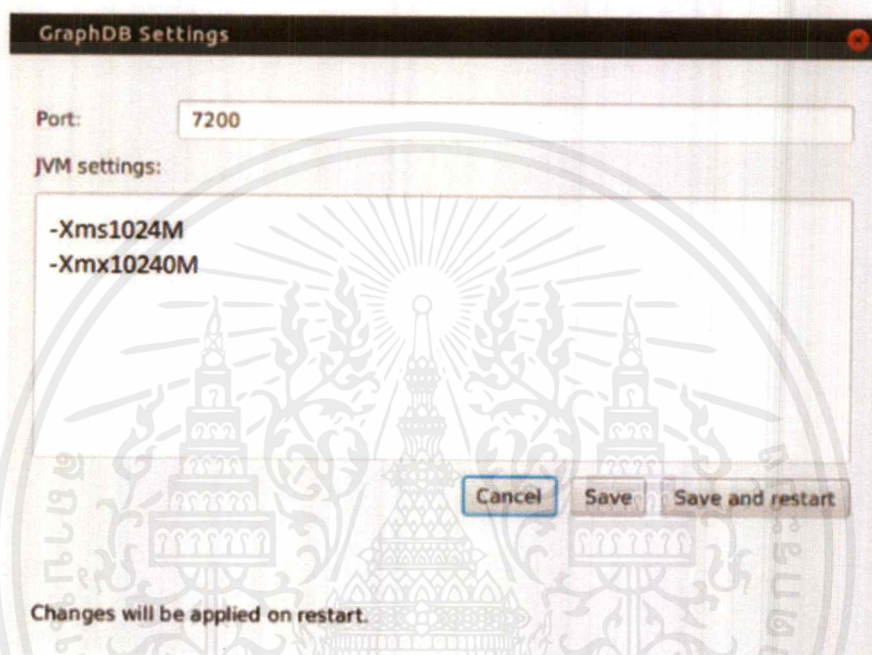 GraphDB Settings
Port: 7200
JVM settings:
-Xms1024M
-Xmx10240M
Cancel Save Save and restart
Changes will be applied on restart.